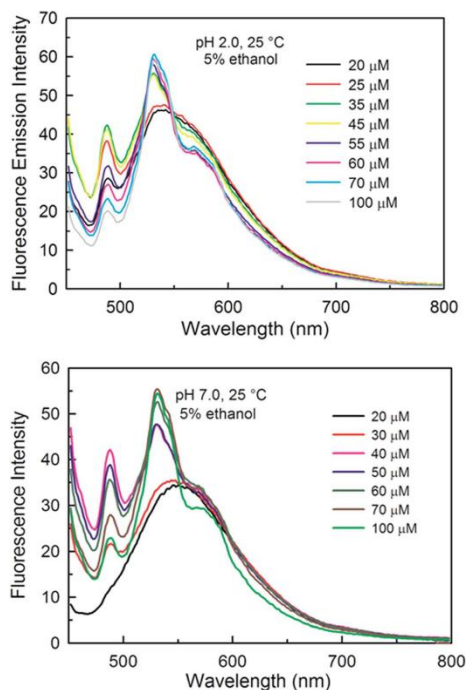 Fluorescence Emission Intensity
70
60
50
40
30
20
10
0
pH 2.0, 25 °C
5% ethanol
20 µM
25 µM
35 µM
45 µM
55 µM
60 µM
70 µM
100 µM
500 600 700 800
Wavelength (nm)
Fluorescence Intensity
60
50
40
30
20
10
0
pH 7.0, 25 °C
5% ethanol
20 µM
30 µM
40 µM
50 µM
60 µM
70 µM
100 µM
500 600 700 800
Wavelength (nm)